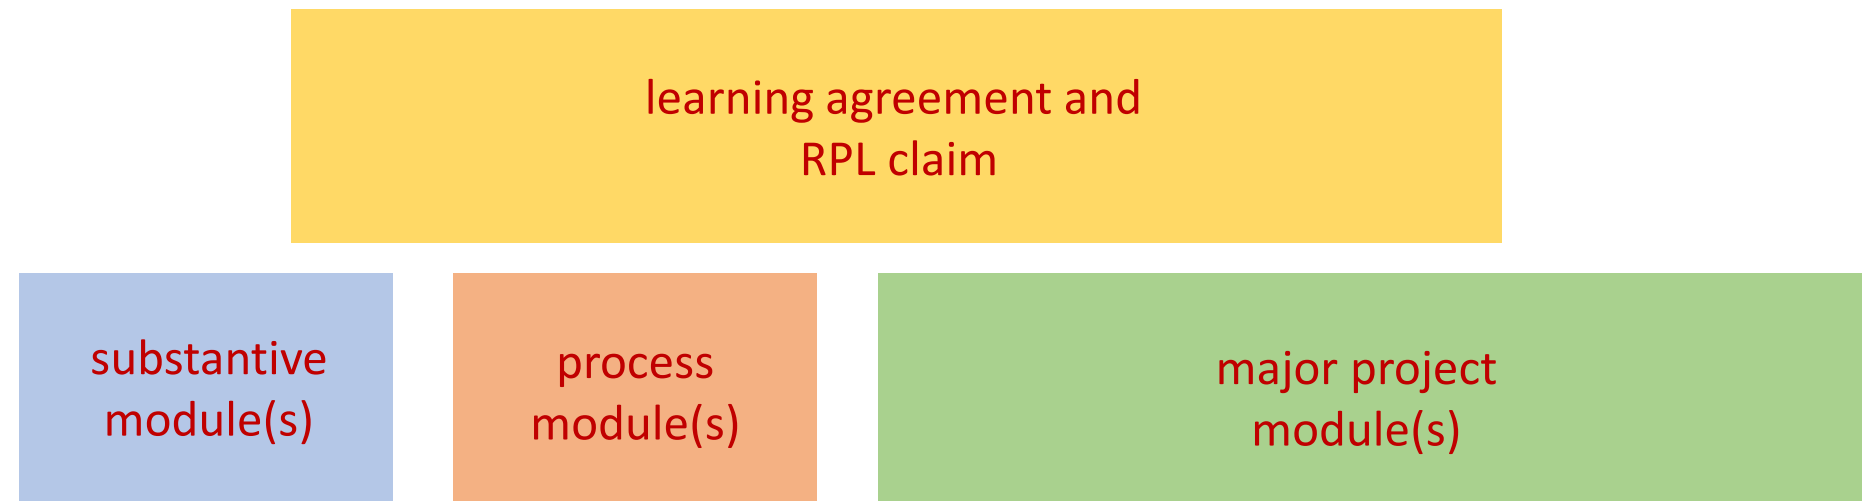 learning agreement and
RPL claim
substantive
module(s)
process
module(s)
major project
module(s)